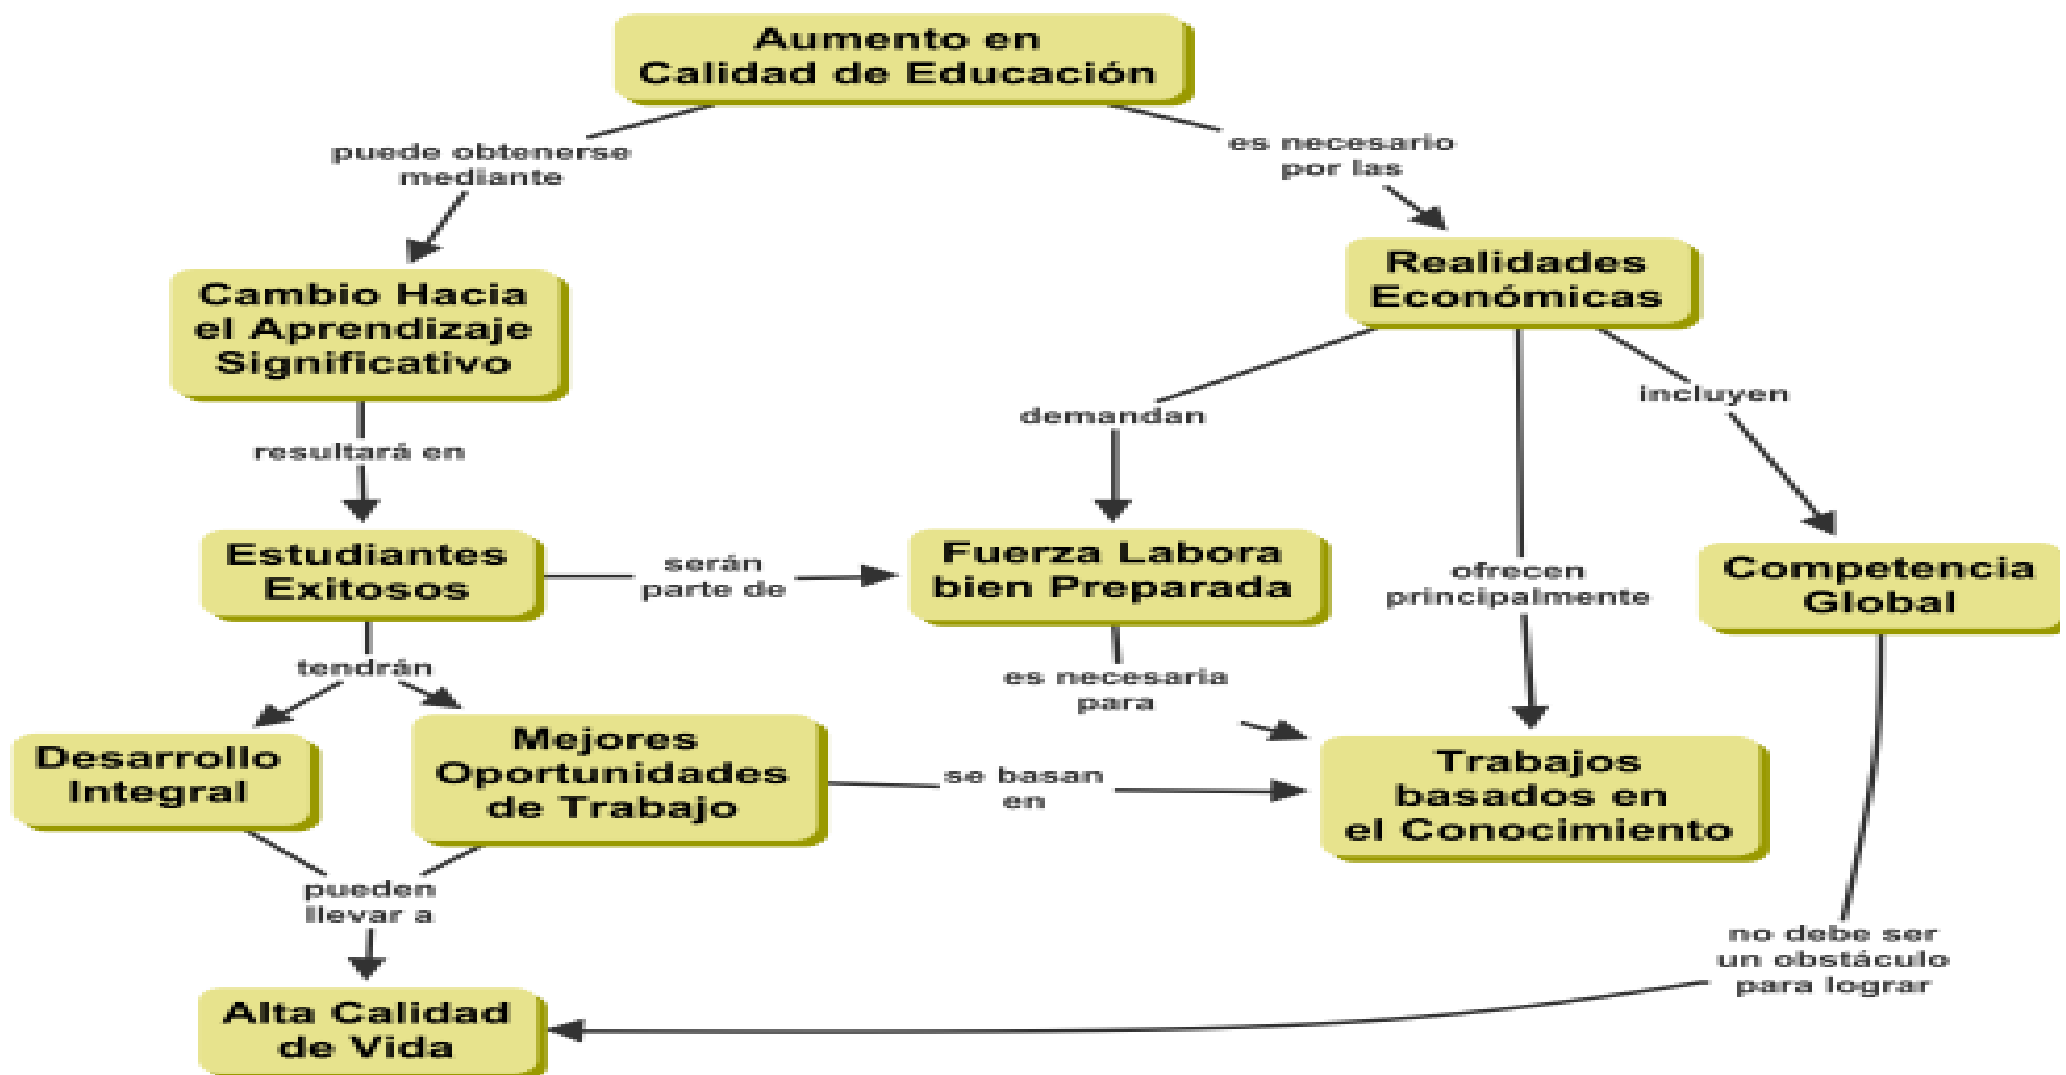 Aumento en
Calidad de Educación
puede obtenerse
mediante
es necesario
por las
Cambio Hacia
el Aprendizaje
Significativo
Realidades
Económicas
resultará en
demandan
incluyen
Estudiantes
Exitosos
serán
parte de
Fuerza Labora
bien Preparada
ofrecen
principalmente
Competencia
Global
tendrán
es necesaria
para
Desarrollo
Integral
Mejores
Oportunidades
de Trabajo
se basan
en
Trabajos
basados en
el Conocimiento
pueden
llevar a
no debe ser
un obstáculo
para lograr
Alta Calidad
de Vida